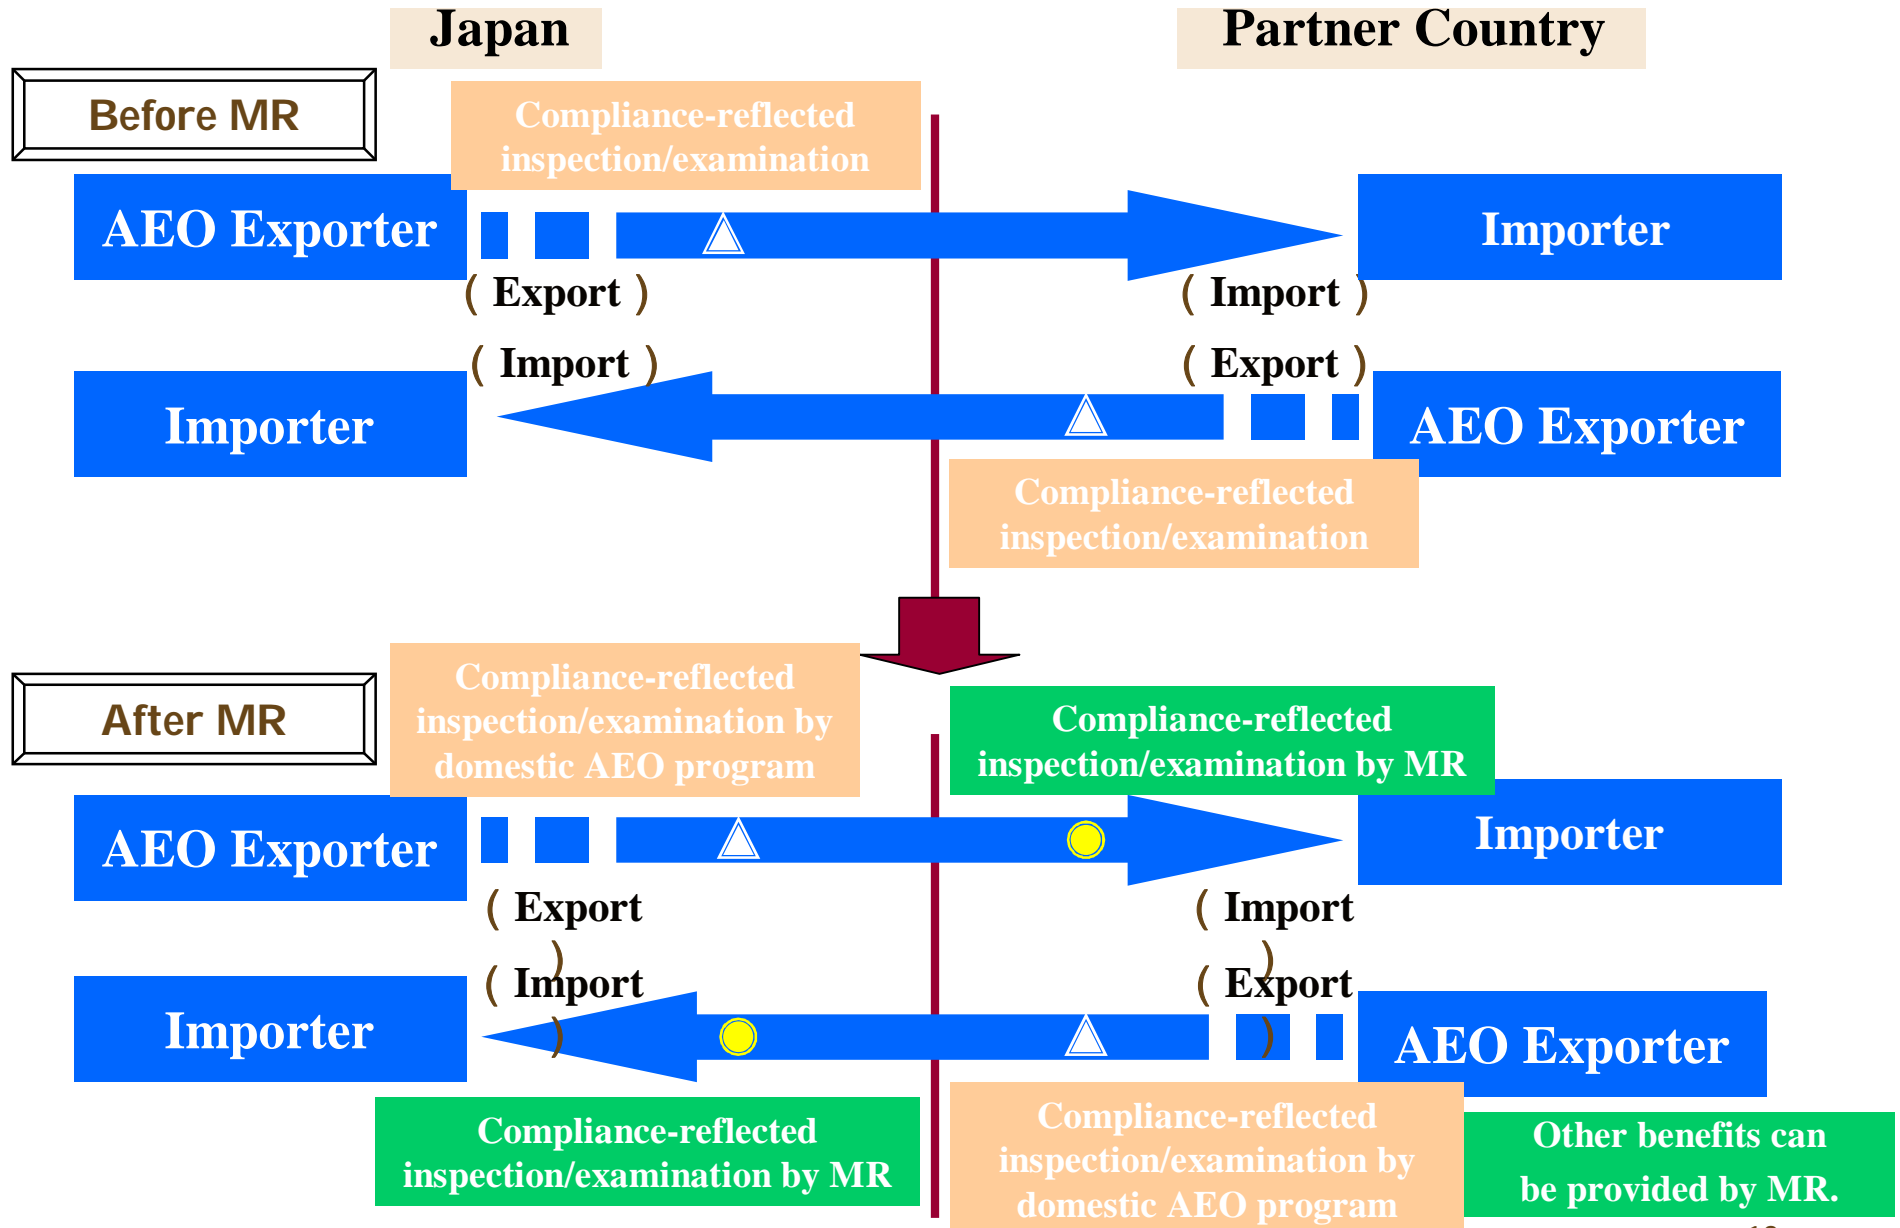 Japan
Partner Country
Before MR
Compliance-reflected
inspection/examination
AEO Exporter
Importer
( Export )
( Import )
( Import )
( Export )
Importer
AEO Exporter
Compliance-reflected
inspection/examination
After MR
Compliance-reflected
inspection/examination by
domestic AEO program
Compliance-reflected
inspection/examination by MR
AEO Exporter
Importer
( Export
)
( Import
)
( Import
)
( Export
)
Importer
AEO Exporter
Compliance-reflected
inspection/examination by MR
Compliance-reflected
inspection/examination by
domestic AEO program
Other benefits can
be provided by MR.